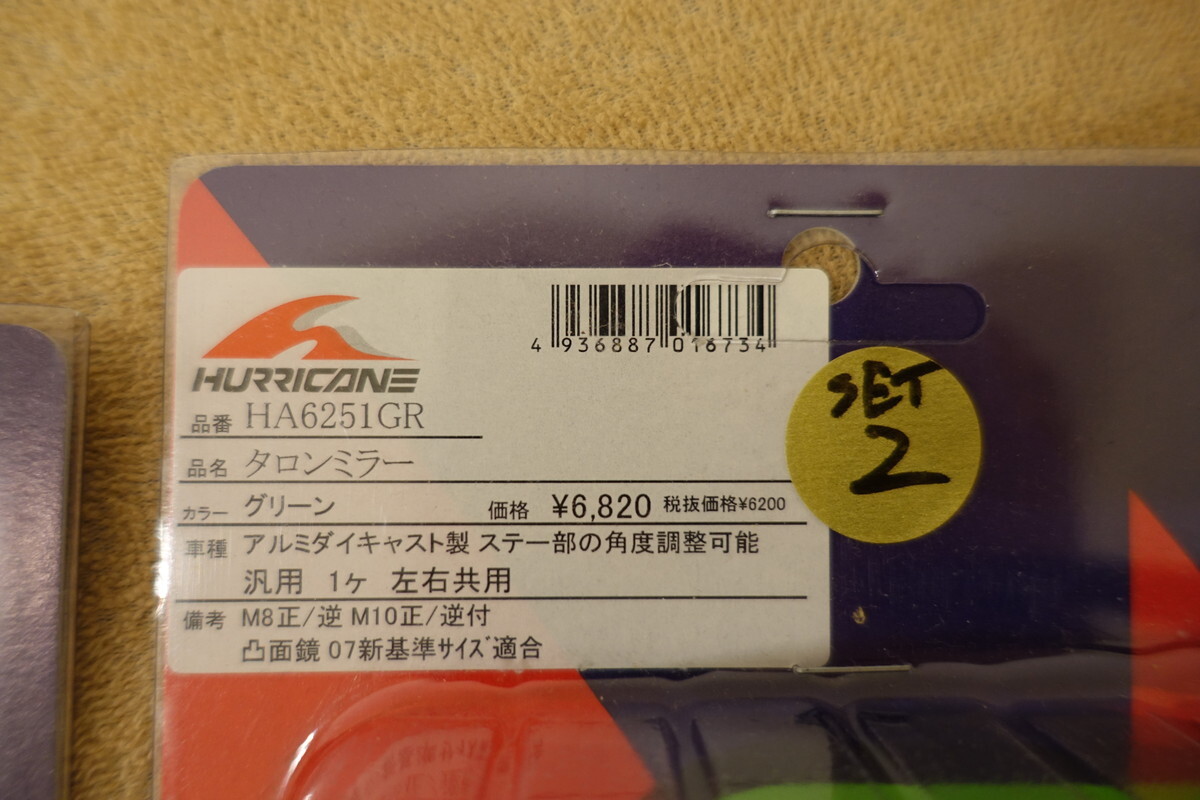 4 936887 016734
HURRICANE
品番 HA6251GR
品名 タロンミラー
カラー グリーン 価格 ¥6,820 税抜価格¥6200
車種 アルミダイキャスト製 ステー部の角度調整可能
汎用 1ヶ 左右共用
備考 M8正/逆 M10正/逆付
凸面鏡 07新基準サイズ適合
SET
2